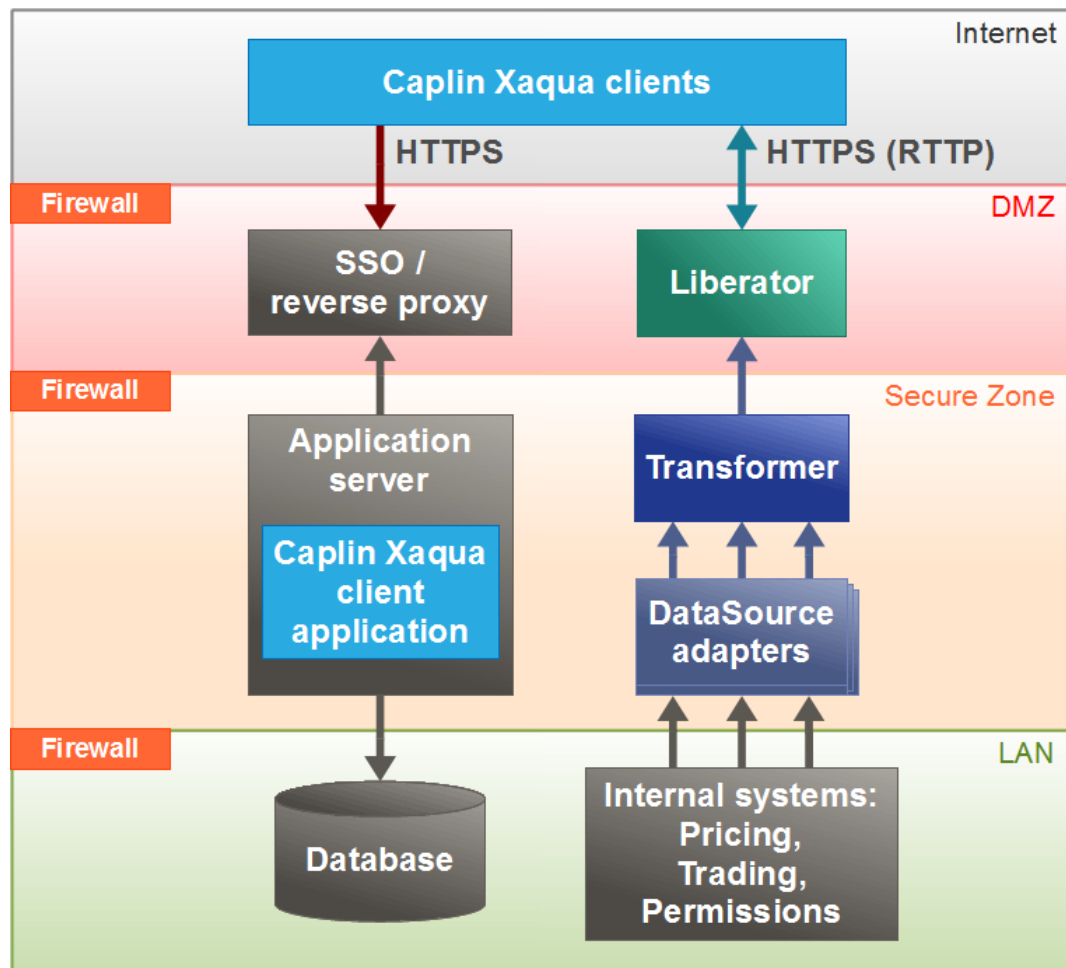 Internet
Caplin Xaqua clients
HTTPS
HTTPS (RTTP)
Firewall
DMZ
SSO /
reverse proxy
Liberator
Firewall
Secure Zone
Application
server
Caplin Xaqua
client
application
Transformer
DataSource
adapters
Firewall
LAN
Database
Internal systems:
Pricing,
Trading,
Permissions